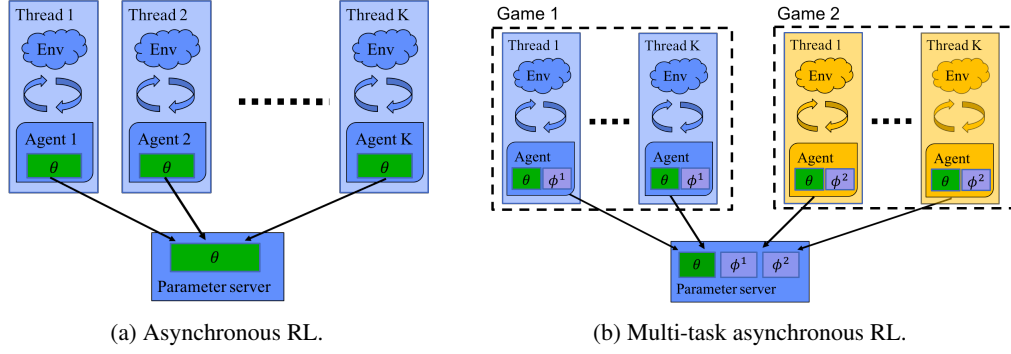 Thread 1
Thread 2
Thread K
Env
Env
Env
Agent 1
Agent 2
Agent K
θ
θ
θ
θ
Parameter server
(a) Asynchronous RL.
Game 1
Game 2
Thread 1
Thread K
Thread 1
Thread K
Env
Env
Env
Env
Agent
Agent
Agent
Agent
θ ϕ¹
θ ϕ¹
θ ϕ²
θ ϕ²
θ ϕ¹ ϕ²
Parameter server
(b) Multi-task asynchronous RL.